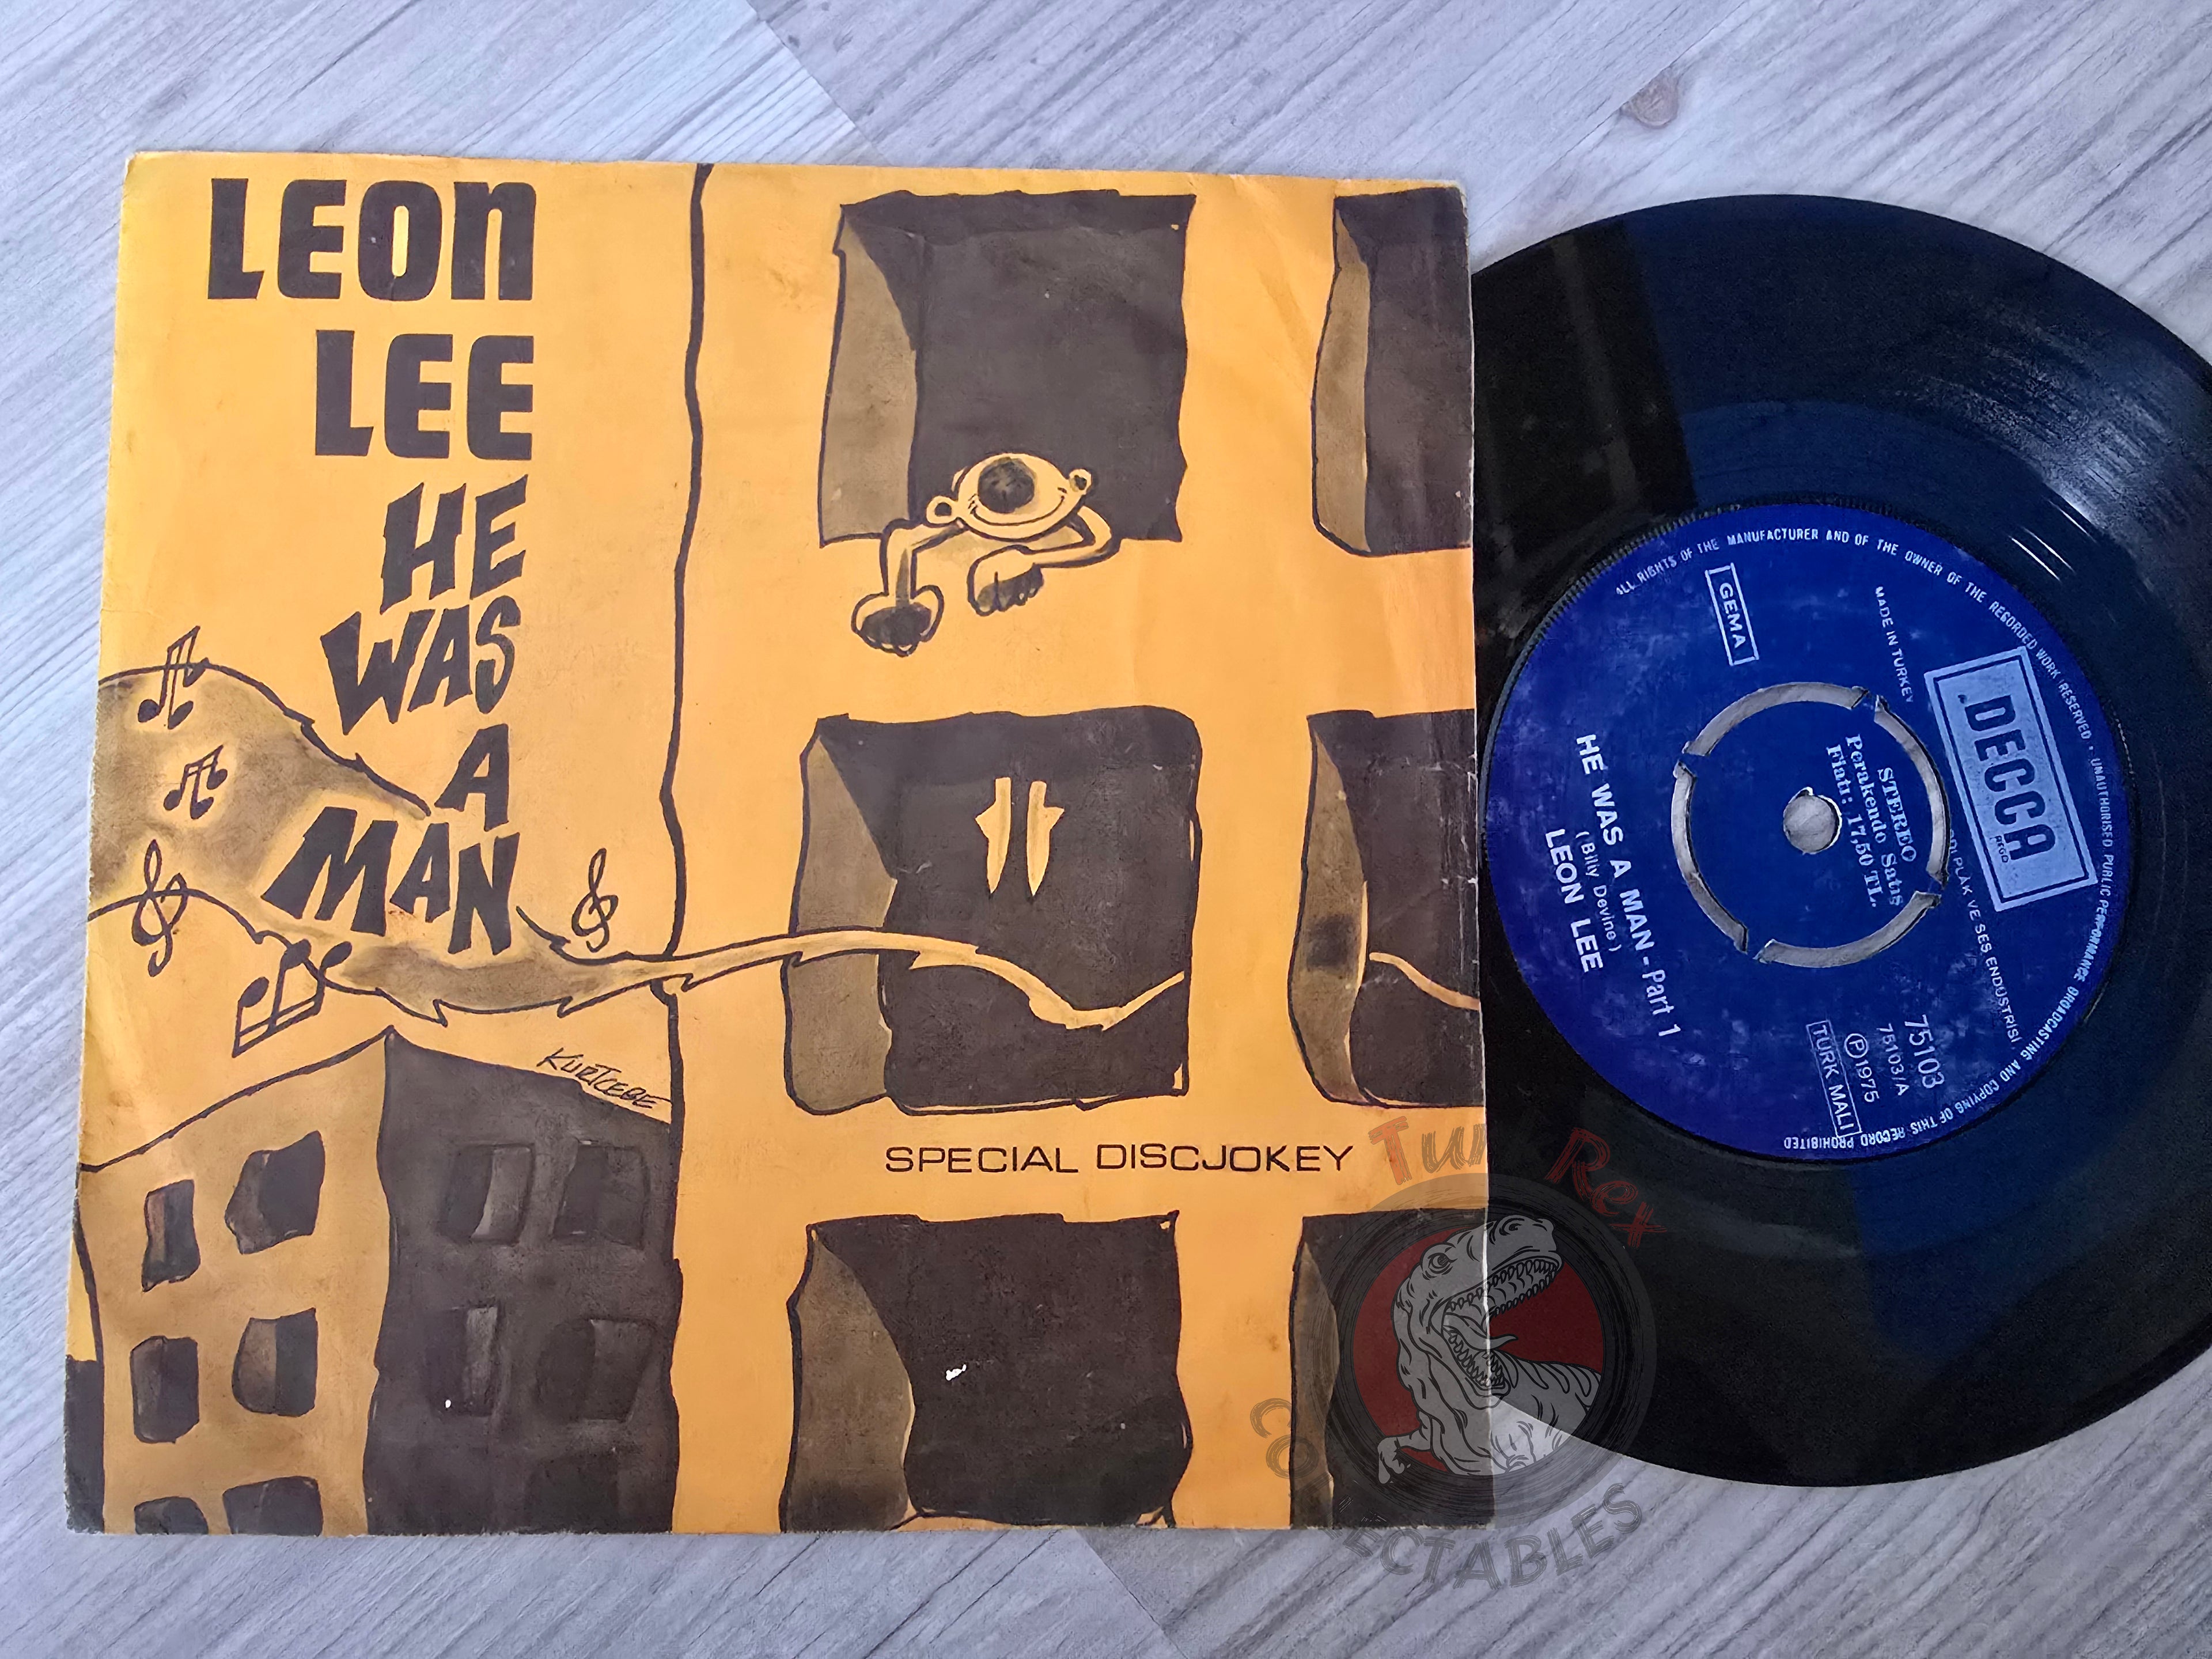 LEON
LEE
HE
WAS
A
MAN
KURTCEBE
SPECIAL DISCJOKEY
ALL RIGHTS OF THE MANUFACTURER AND OF THE OWNER OF THE RECORDED WORK RESERVED • UNAUTHORISED PUBLIC PERFORMANCE BROADCASTING AND COPYING OF THIS RECORD PROHIBITED
GEMA
MADE IN TURKEY
DECCA
PLAK VE SES ENDÜSTRISI
STEREO
Perakende Satış
Fiatı: 17,50 TL.
75103
75103/A
Ⓟ1975
TURK MALI
HE WAS A MAN - Part 1
(Billy Devine)
LEON LEE
Turk Rex
COLLECTABLES